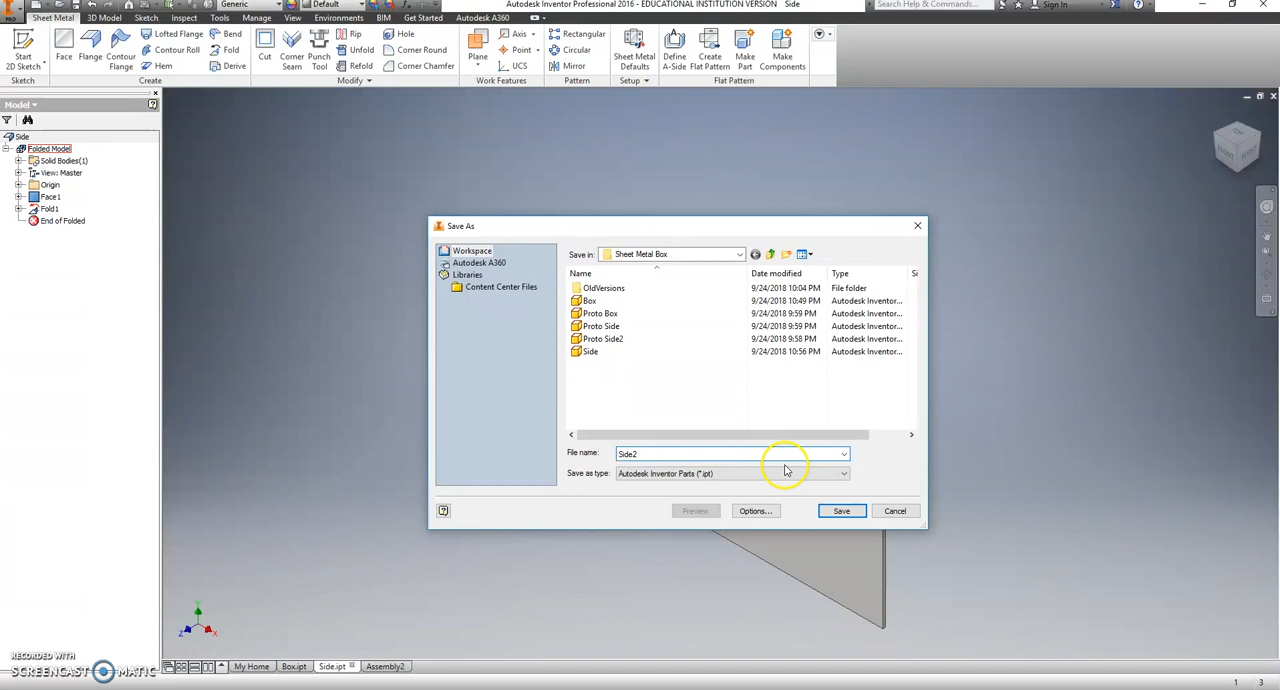 Generic Default Autodesk Inventor Professional 2016 - EDUCATIONAL INSTITUTION VERSION Side Search Help & Commands... Sign In
PRO Sheet Metal 3D Model Sketch Inspect Tools Manage View Environments BIM Get Started Autodesk A360
Lofted Flange Bend Rip Hole Axis Rectangular
Start Face Flange Contour Contour Roll Fold Cut Corner Punch Unfold Corner Round Plane Point Circular Sheet Metal Define Create Make Make
2D Sketch Flange Hem Derive Seam Tool Refold Corner Chamfer UCS Mirror Defaults A-Side Flat Pattern Part Components
Sketch Create Modify Work Features Pattern Setup Flat Pattern
Model
Side
Folded Model
Solid Bodies(1)
View: Master
Origin
Face1
Fold1
End of Folded
TOP
FRONT RIGHT
Save As
Workspace
Autodesk A360
Libraries
Content Center Files
Save in: Sheet Metal Box
Name Date modified Type Si
OldVersions 9/24/2018 10:04 PM File folder
Box 9/24/2018 10:49 PM Autodesk Inventor...
Proto Box 9/24/2018 9:59 PM Autodesk Inventor...
Proto Side 9/24/2018 9:59 PM Autodesk Inventor...
Proto Side2 9/24/2018 9:58 PM Autodesk Inventor...
Side 9/24/2018 10:56 PM Autodesk Inventor...
File name: Side2
Save as type: Autodesk Inventor Parts (*.ipt)
Preview Options... Save Cancel
Y
Z X
RECORDED WITH
SCREENCAST MATIC
My Home Box.ipt Side.ipt Assembly2
1 3